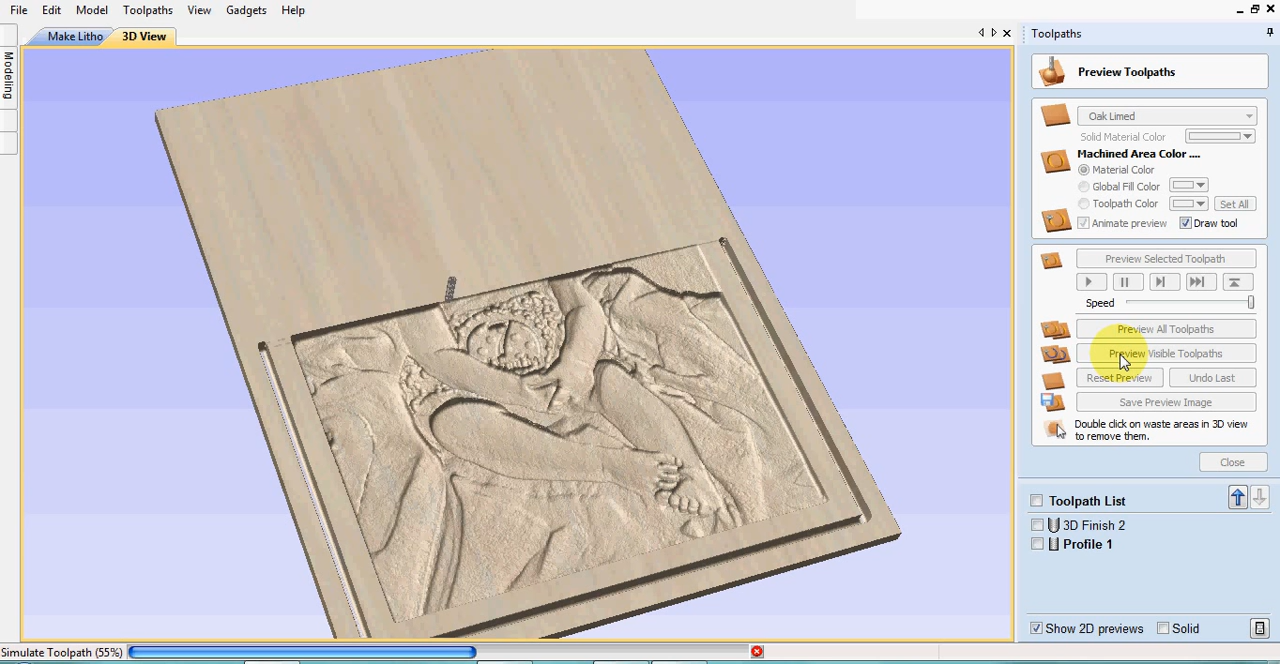 File Edit Model Toolpaths View Gadgets Help
Make Litho 3D View
Modeling
Toolpaths
Preview Toolpaths
Oak Limed
Solid Material Color
Machined Area Color ....
Material Color
Global Fill Color
Toolpath Color Set All
Animate preview Draw tool
Preview Selected Toolpath
Speed
Preview All Toolpaths
Preview Visible Toolpaths
Reset Preview Undo Last
Save Preview Image
Double click on waste areas in 3D view
to remove them.
Close
Toolpath List
3D Finish 2
Profile 1
Show 2D previews Solid
Simulate Toolpath (55%)